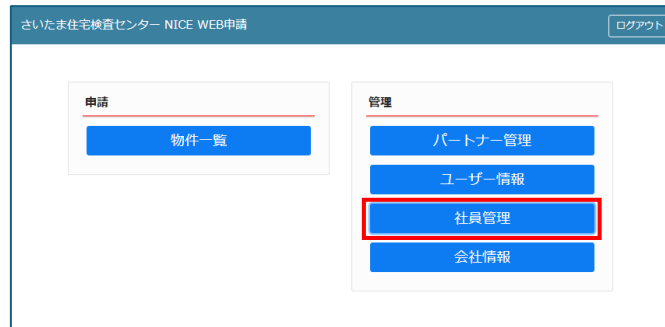 さいたま住宅検査センター NICE WEB申請
ログアウト
申請
物件一覧
管理
パートナー管理
ユーザー情報
社員管理
会社情報